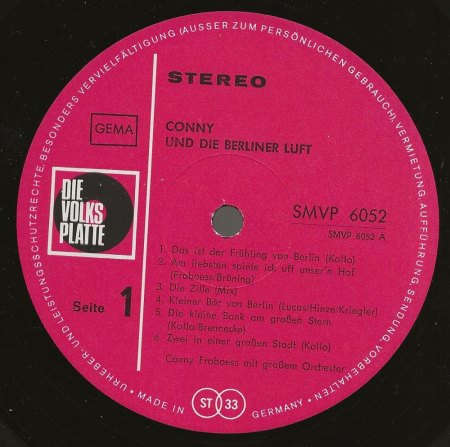 URHEBER- UND LEISTUNGSSCHUTZRECHTE, BESONDERS VERVIELFÄLTIGUNG (AUSSER ZUM PERSÖNLICHEN GEBRAUCH), VERMIETUNG, AUFFÜHRUNG, SENDUNG, VORBEHALTEN
STEREO
GEMA
CONNY
UND DIE BERLINER LUFT
DIE
VOLKS
PLATTE
SMVP 6052
SMVP 6052 A
Seite 1
1. Das ist der Frühling von Berlin (Kollo)
2. Am liebsten spiele ick uff unser'n Hof
(Froboess/Brüning)
3. Die Zille (Mix)
4. Kleiner Bär von Berlin (Lucas/Hinze/Kringler)
5. Die kleine Bank am großen Stern
(Kollo/Brennecke)
6. Zwei in einer großen Stadt (Kollo)
Conny Froboess mit großem Orchester
MADE IN
ST 33
GERMANY